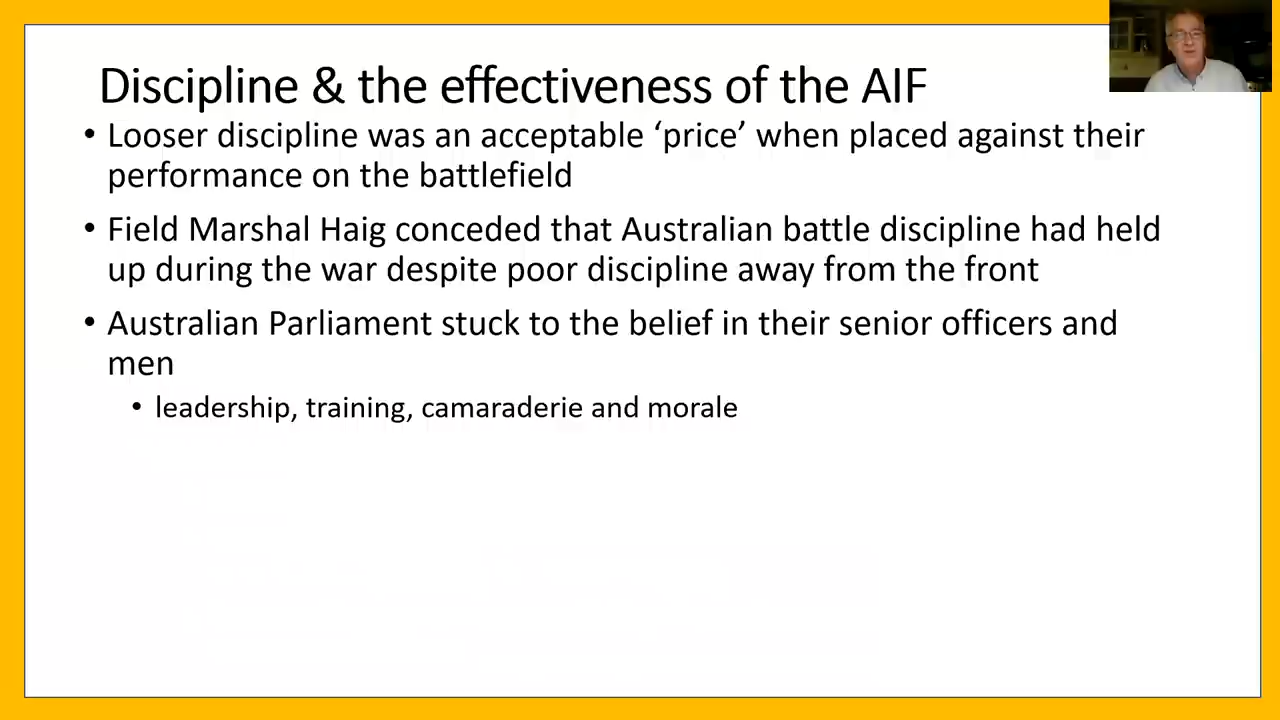 Discipline & the effectiveness of the AIF
• Looser discipline was an acceptable ‘price’ when placed against their
performance on the battlefield
• Field Marshal Haig conceded that Australian battle discipline had held
up during the war despite poor discipline away from the front
• Australian Parliament stuck to the belief in their senior officers and
men
• leadership, training, camaraderie and morale